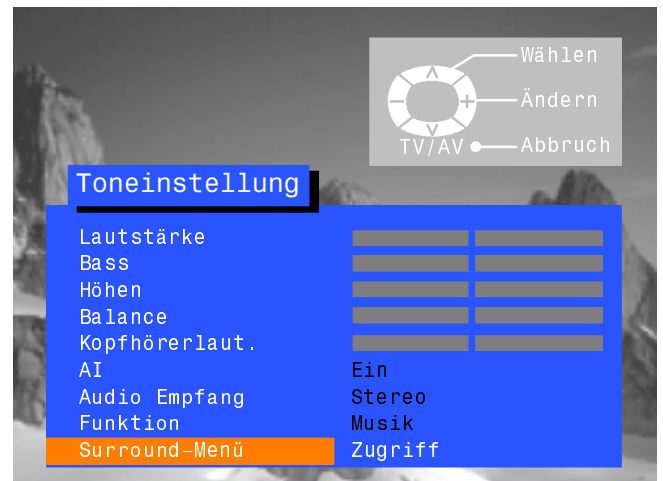 Wählen
Ändern
TV/AV Abbruch
Toneinstellung
Lautstärke
Bass
Höhen
Balance
Kopfhörerlaut.
AI Ein
Audio Empfang Stereo
Funktion Musik
Surround-Menü Zugriff